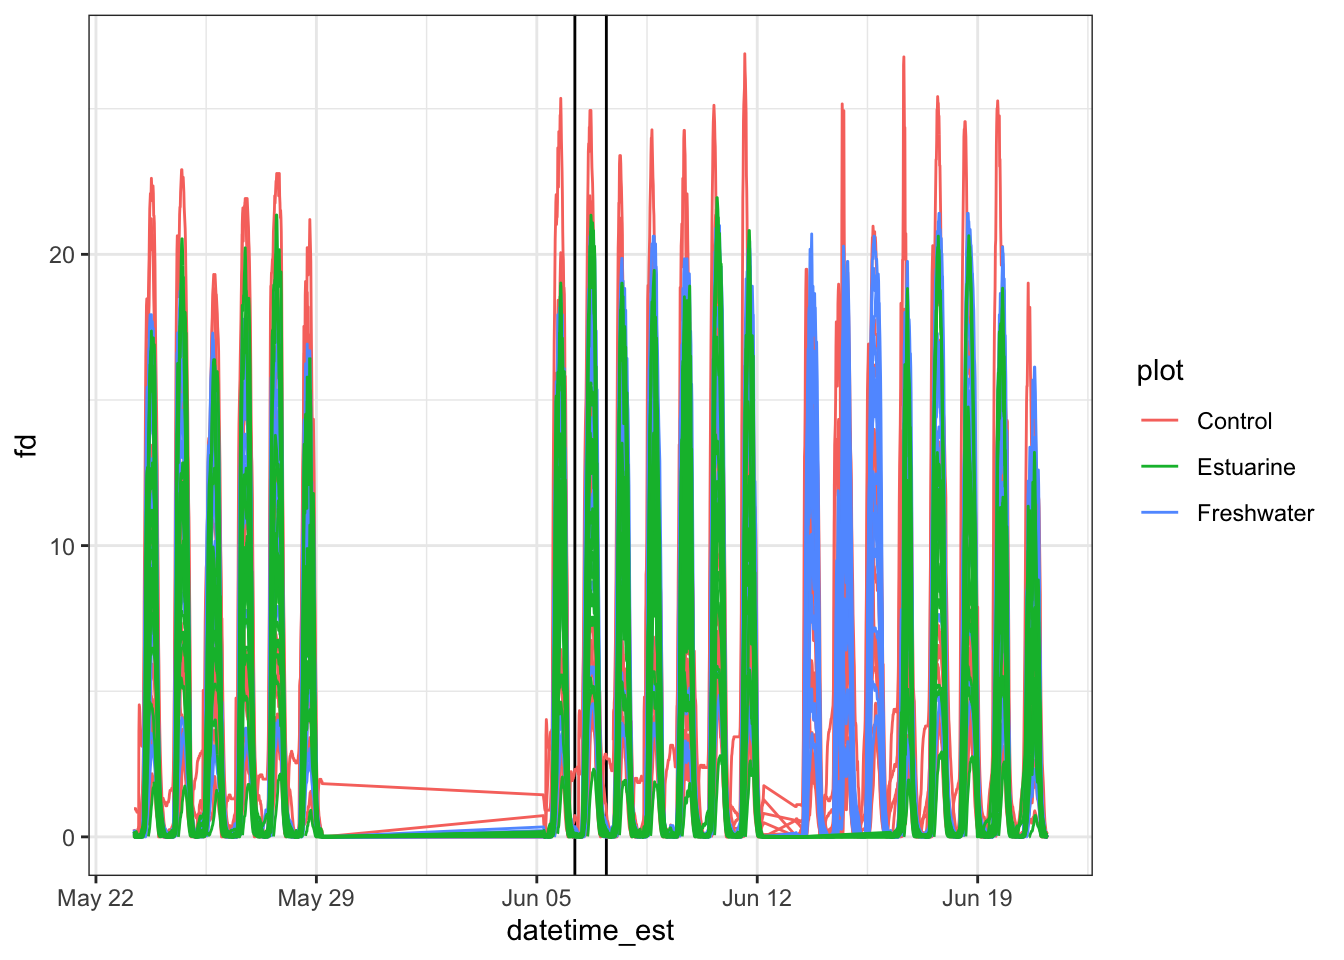 fd
20
10
0
May 22
May 29
Jun 05
Jun 12
Jun 19
datetime_est
plot
Control
Estuarine
Freshwater